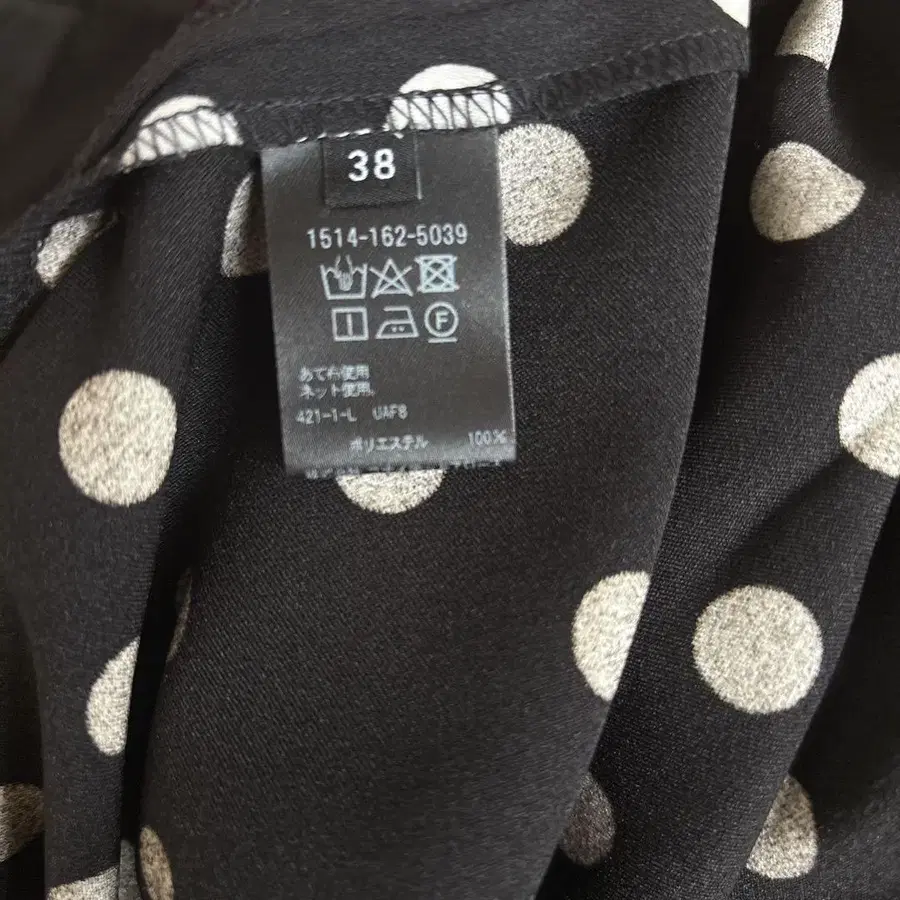 38
1514-162-5039
F
あて布使用
ネット使用。
421-1-L UAF8
ポリエステル 100%